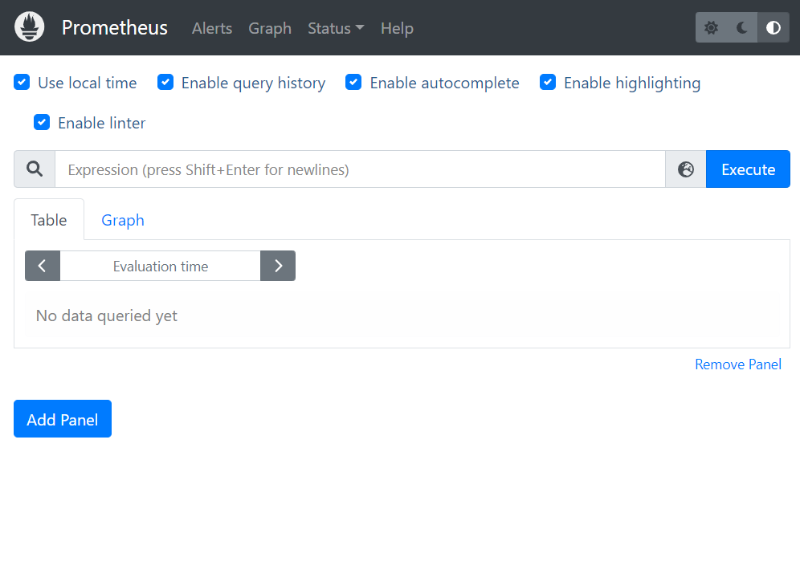 Prometheus Alerts Graph Status Help
Use local time Enable query history Enable autocomplete Enable highlighting
Enable linter
Expression (press Shift+Enter for newlines) Execute
Table Graph
Evaluation time
No data queried yet
Remove Panel
Add Panel